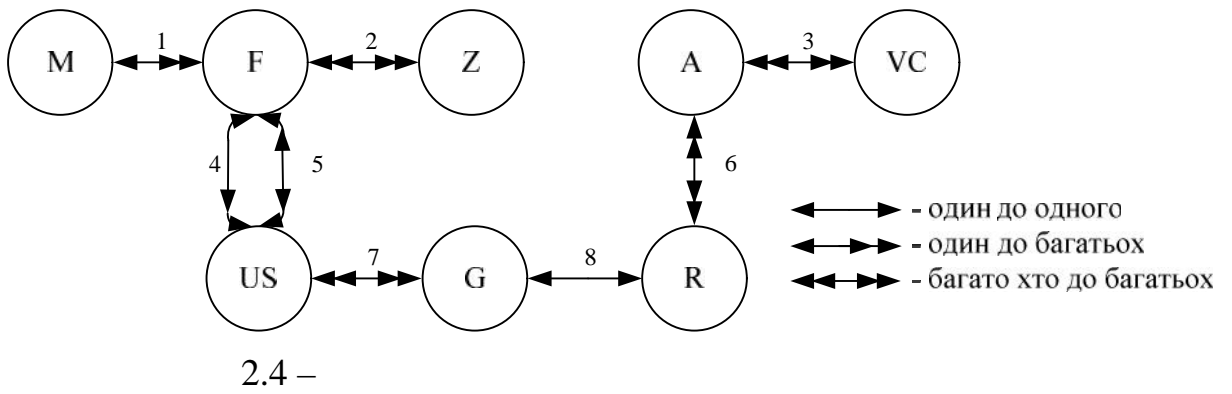 M 1 F 2 Z A 3 VC
4 5 6
- один до одного
- один до багатьох
US 7 G 8 R - багато хто до багатьох
2.4 –